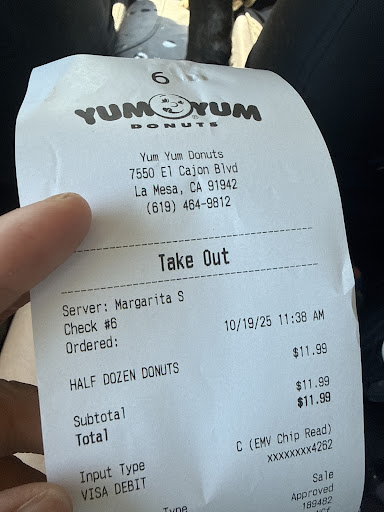 6
YUM YUM
DONUTS
Yum Yum Donuts
7550 El Cajon Blvd
La Mesa, CA 91942
(619) 464-9812
Take Out
Server: Margarita S
Check #6
Ordered: 10/19/25 11:38 AM
HALF DOZEN DONUTS $11.99
Subtotal $11.99
Total $11.99
Input Type C (EMV Chip Read)
VISA DEBIT xxxxxxxx4262
Sale
Approved
Type 189482